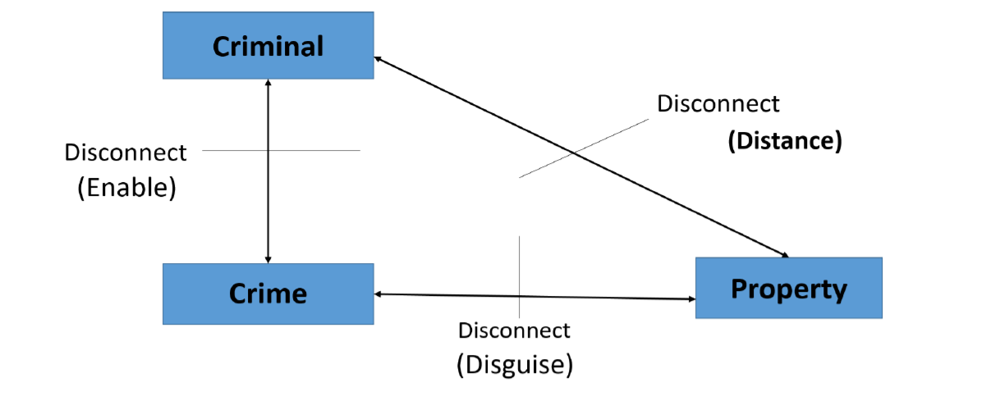 Criminal
Disconnect
(Distance)
Disconnect
(Enable)
Crime
Property
Disconnect
(Disguise)